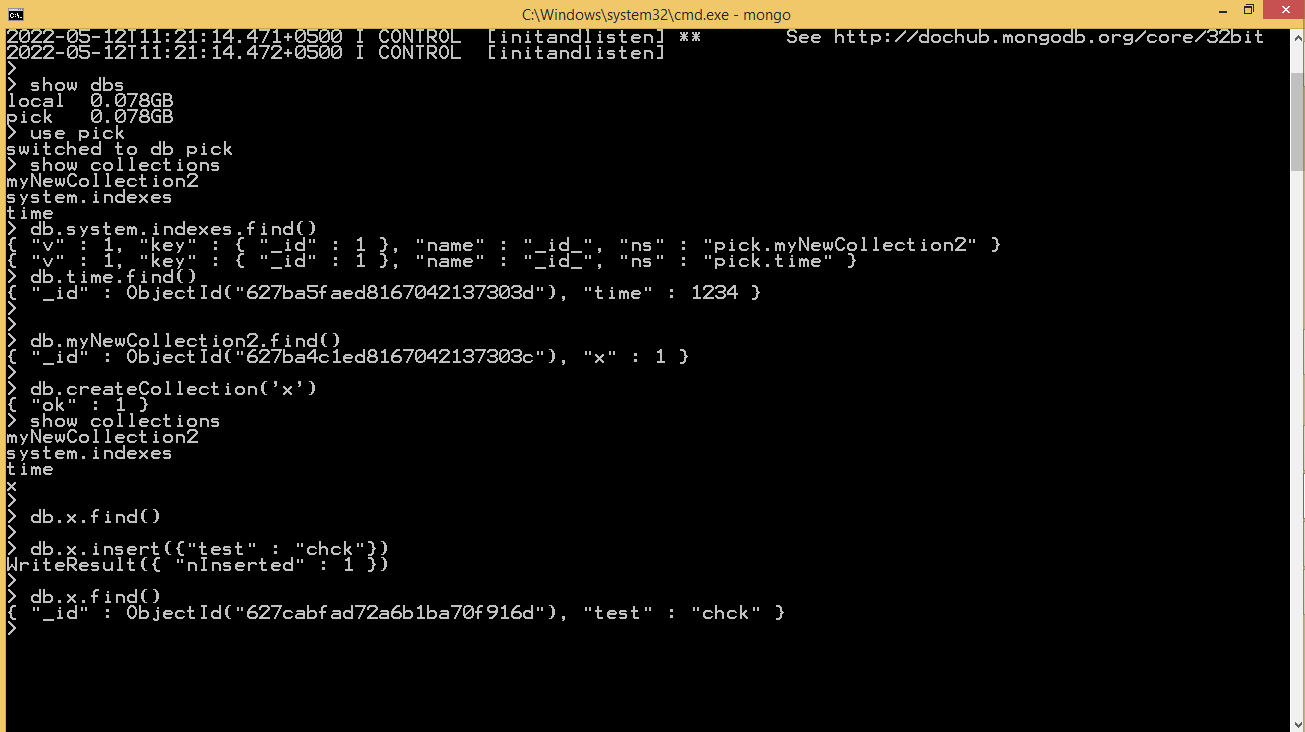 C:\Windows\system32\cmd.exe - mongo
2022-05-12T11:21:14.471+0500 I CONTROL  [initandlisten] **       See http://dochub.mongodb.org/core/32bit
2022-05-12T11:21:14.472+0500 I CONTROL  [initandlisten]
>
> show dbs
local  0.078GB
pick   0.078GB
> use pick
switched to db pick
> show collections
myNewCollection2
system.indexes
time
> db.system.indexes.find()
{ "v" : 1, "key" : { "_id" : 1 }, "name" : "_id_", "ns" : "pick.myNewCollection2" }
{ "v" : 1, "key" : { "_id" : 1 }, "name" : "_id_", "ns" : "pick.time" }
> db.time.find()
{ "_id" : ObjectId("627ba5faed8167042137303d"), "time" : 1234 }
>
>
> db.myNewCollection2.find()
{ "_id" : ObjectId("627ba4c1ed8167042137303c"), "x" : 1 }
>
> db.createCollection('x')
{ "ok" : 1 }
> show collections
myNewCollection2
system.indexes
time
x
>
> db.x.find()
>
> db.x.insert({"test" : "chck"})
WriteResult({ "nInserted" : 1 })
>
> db.x.find()
{ "_id" : ObjectId("627cabfad72a6b1ba70f916d"), "test" : "chck" }
>